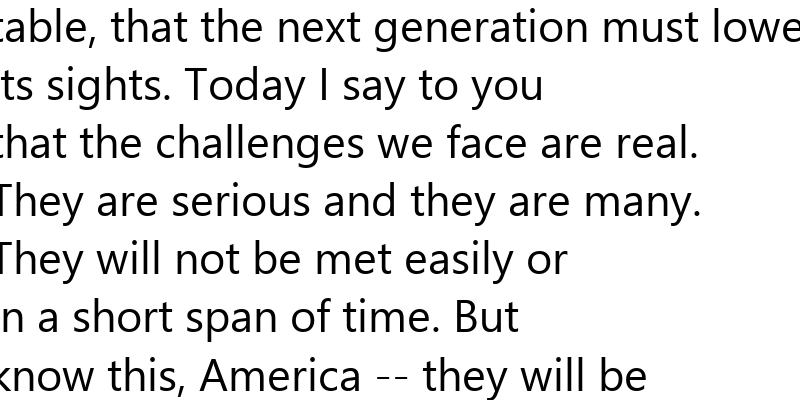 table, that the next generation must lowe
ts sights. Today I say to you
that the challenges we face are real.
They are serious and they are many.
They will not be met easily or
n a short span of time. But
know this, America -- they will be